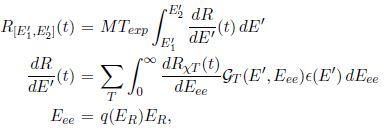 R_{[E'_1,E'_2]}(t) = MT_{exp} \int_{E'_1}^{E'_2} \frac{dR}{dE'}(t) dE'
\frac{dR}{dE'}(t) = \sum_T \int_0^\infty \frac{dR_{\chi T}(t)}{dE_{ee}} \mathcal{G}_T(E', E_{ee})\epsilon(E') dE_{ee}
E_{ee} = q(E_R)E_R,